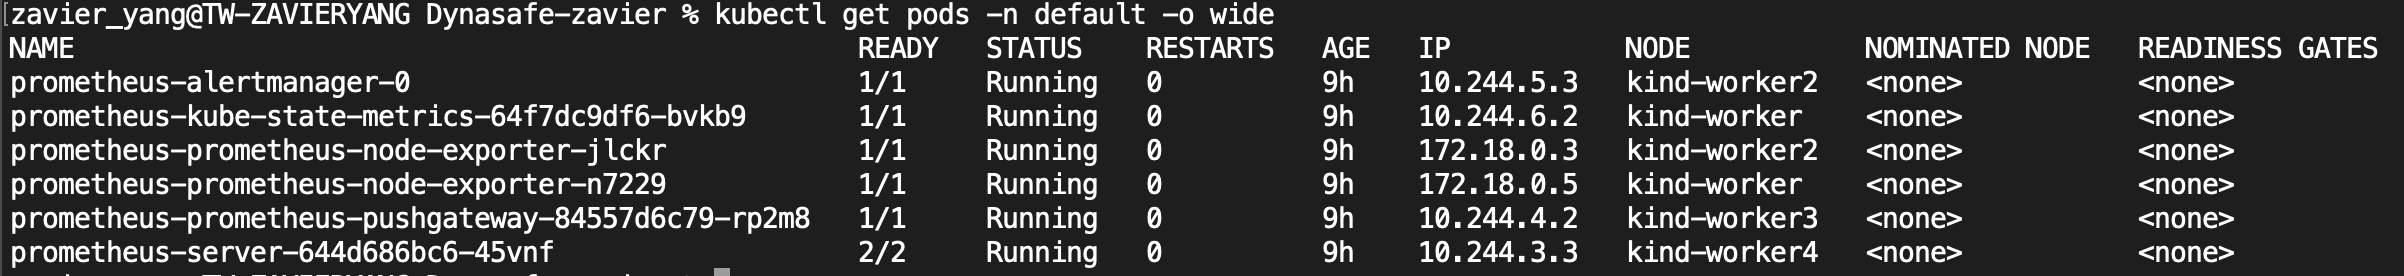 [zavier_yang@TW-ZAVIERYANG Dynasafe-zavier % kubectl get pods -n default -o wide
NAME READY STATUS RESTARTS AGE IP NODE NOMINATED NODE READINESS GATES
prometheus-alertmanager-0 1/1 Running 0 9h 10.244.5.3 kind-worker2 <none> <none>
prometheus-kube-state-metrics-64f7dc9df6-bvkb9 1/1 Running 0 9h 10.244.6.2 kind-worker <none> <none>
prometheus-prometheus-node-exporter-jlckr 1/1 Running 0 9h 172.18.0.3 kind-worker2 <none> <none>
prometheus-prometheus-node-exporter-n7229 1/1 Running 0 9h 172.18.0.5 kind-worker <none> <none>
prometheus-prometheus-pushgateway-84557d6c79-rp2m8 1/1 Running 0 9h 10.244.4.2 kind-worker3 <none> <none>
prometheus-server-644d686bc6-45vnf 2/2 Running 0 9h 10.244.3.3 kind-worker4 <none> <none>